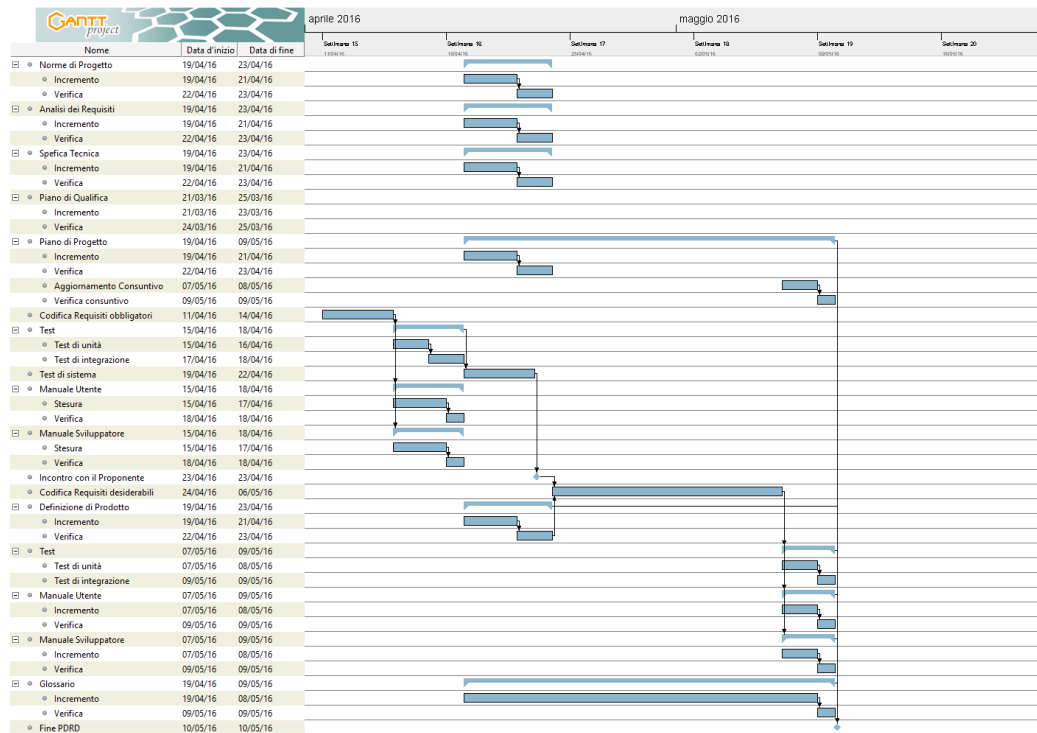 GANTT project
aprile 2016 maggio 2016
Settimana 15 Settimana 16 Settimana 17 Settimana 18 Settimana 19 Settimana 20
11/04/16 18/04/16 25/04/16 02/05/16 09/05/16 16/05/16
Nome Data d'inizio Data di fine
Norme di Progetto 19/04/16 23/04/16
Incremento 19/04/16 21/04/16
Verifica 22/04/16 23/04/16
Analisi dei Requisiti 19/04/16 23/04/16
Incremento 19/04/16 21/04/16
Verifica 22/04/16 23/04/16
Spefica Tecnica 19/04/16 23/04/16
Incremento 19/04/16 21/04/16
Verifica 22/04/16 23/04/16
Piano di Qualifica 21/03/16 25/03/16
Incremento 21/03/16 23/03/16
Verifica 24/03/16 25/03/16
Piano di Progetto 19/04/16 09/05/16
Incremento 19/04/16 21/04/16
Verifica 22/04/16 23/04/16
Aggiornamento Consuntivo 07/05/16 08/05/16
Verifica consuntivo 09/05/16 09/05/16
Codifica Requisiti obbligatori 11/04/16 14/04/16
Test 15/04/16 18/04/16
Test di unità 15/04/16 16/04/16
Test di integrazione 17/04/16 18/04/16
Test di sistema 19/04/16 22/04/16
Manuale Utente 15/04/16 18/04/16
Stesura 15/04/16 17/04/16
Verifica 18/04/16 18/04/16
Manuale Sviluppatore 15/04/16 18/04/16
Stesura 15/04/16 17/04/16
Verifica 18/04/16 18/04/16
Incontro con il Proponente 23/04/16 23/04/16
Codifica Requisiti desiderabili 24/04/16 06/05/16
Definizione di Prodotto 19/04/16 23/04/16
Incremento 19/04/16 21/04/16
Verifica 22/04/16 23/04/16
Test 07/05/16 09/05/16
Test di unità 07/05/16 08/05/16
Test di integrazione 09/05/16 09/05/16
Manuale Utente 07/05/16 09/05/16
Incremento 07/05/16 08/05/16
Verifica 09/05/16 09/05/16
Manuale Sviluppatore 07/05/16 09/05/16
Incremento 07/05/16 08/05/16
Verifica 09/05/16 09/05/16
Glossario 19/04/16 09/05/16
Incremento 19/04/16 08/05/16
Verifica 09/05/16 09/05/16
Fine PDRD 10/05/16 10/05/16